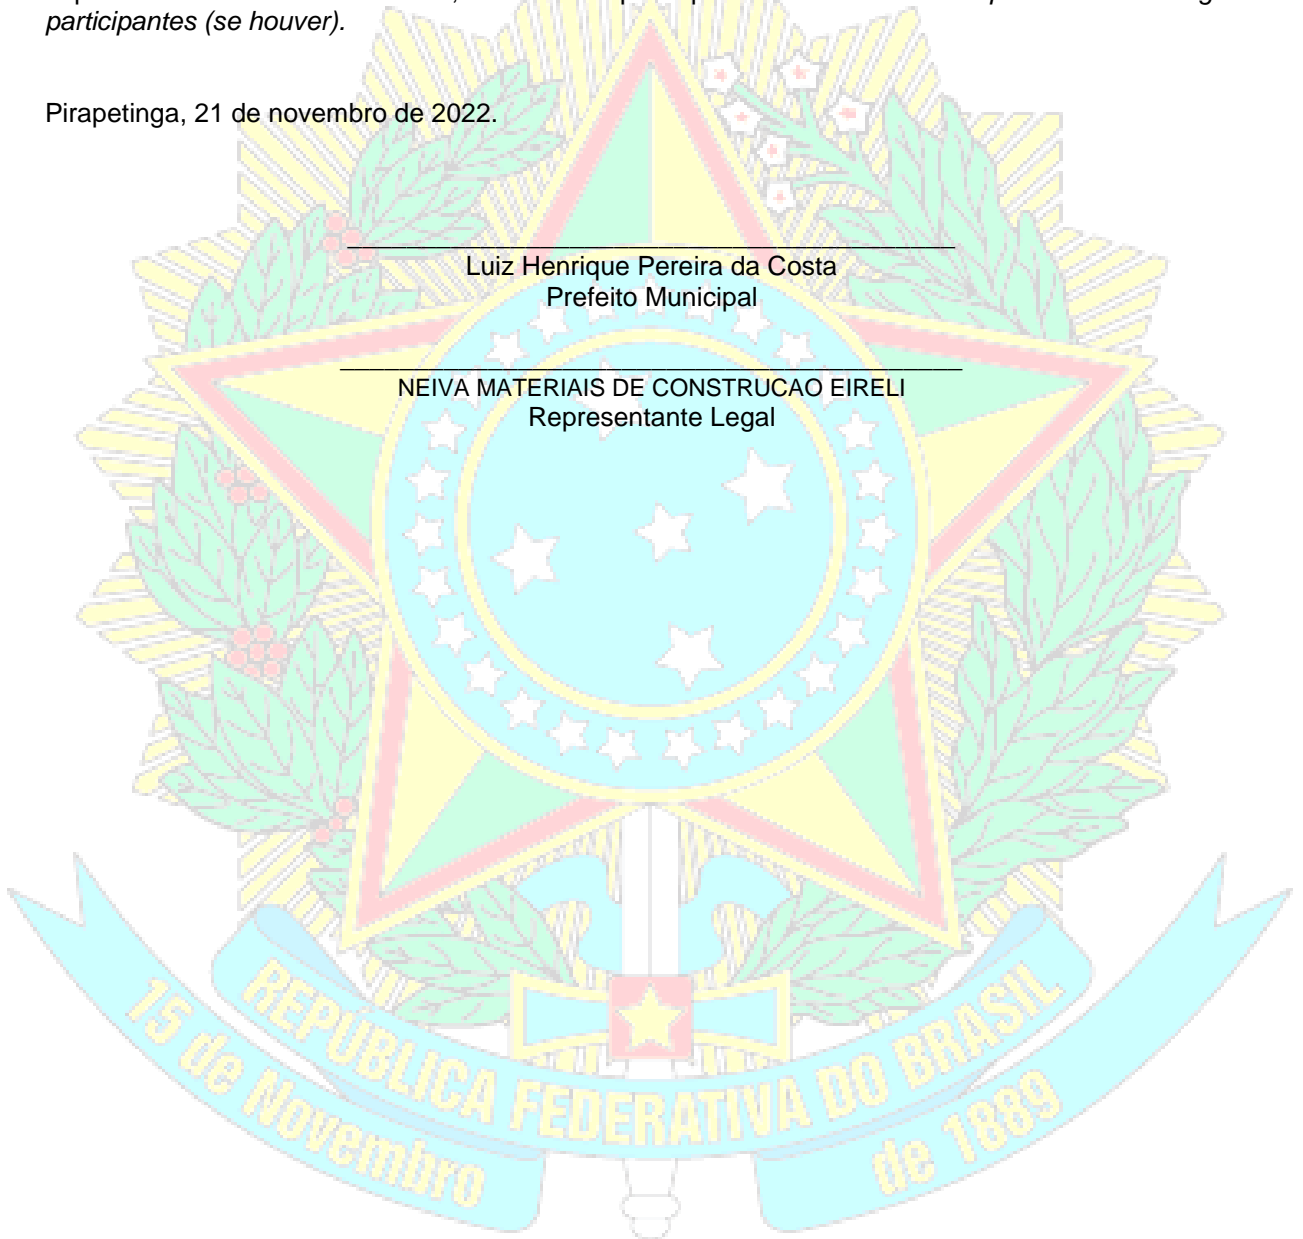 participantes (se houver).
Pirapetinga, 21 de novembro de 2022.
Luiz Henrique Pereira da Costa
Prefeito Municipal
NEIVA MATERIAIS DE CONSTRUCAO EIRELI
Representante Legal
REPÚBLICA FEDERATIVA DO BRASIL
15 de Novembro
de 1889